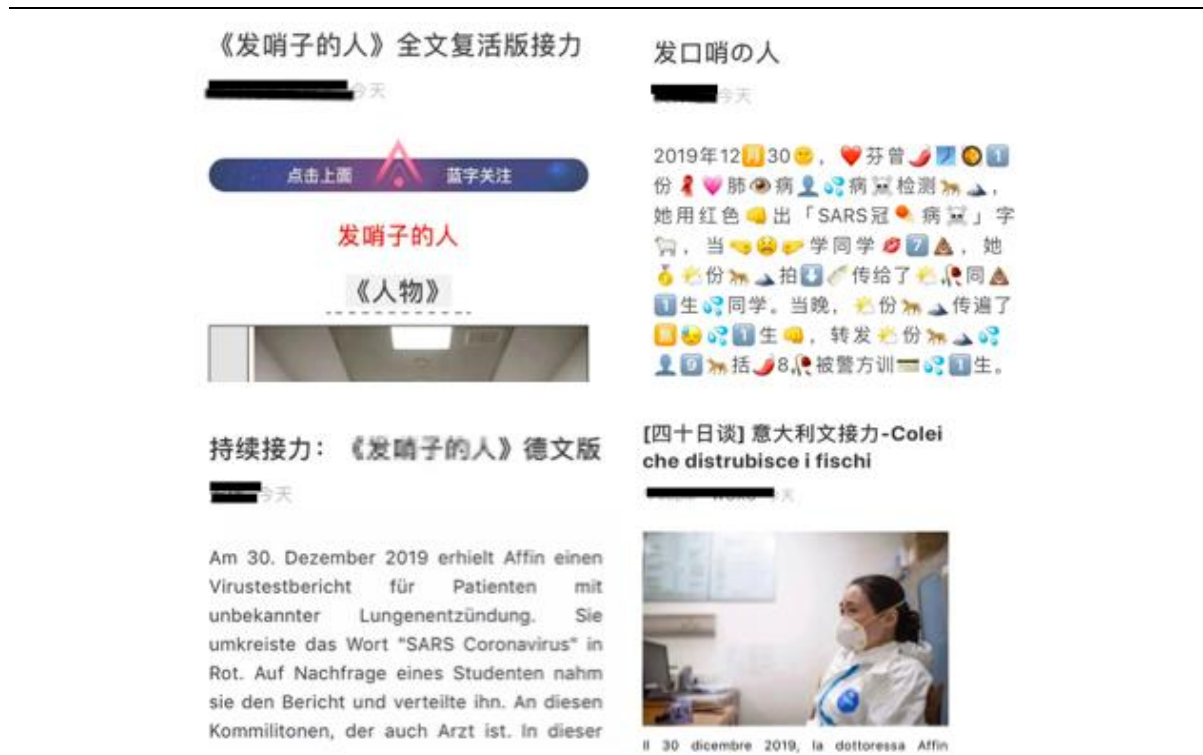 《发哨子的人》全文复活版接力
今天
点击上面 蓝字关注
发哨子的人
《人物》
发口哨の人
今天
2019年12🈷️30😶，❤️芬曾🌶️1️⃣
份🧣💗肺👁病👤💦病☠️检测🐆⛰，
她用红色👊出「SARS冠🏓病☠️」字
🐑，当🤜😫🤛学同学💋7️⃣💩，她
🏅⛅份🐆⛰拍⬇️🥢传给了⛅🥀同💩
1️⃣生💦同学。当晚，⛅份🐆⛰传遍了
😓💦1️⃣生👊，转发⛅份🐆⛰💦
👤9️⃣🐆括🌶️8🥀被警方训💳💦1️⃣生。
持续接力：《发哨子的人》德文版
今天
Am 30. Dezember 2019 erhielt Affin einen
Virustestbericht für Patienten mit
unbekannter Lungenentzündung. Sie
umkreiste das Wort "SARS Coronavirus" in
Rot. Auf Nachfrage eines Studenten nahm
sie den Bericht und verteilte ihn. An diesen
Kommilitonen, der auch Arzt ist. In dieser
[四十日谈] 意大利文接力-Colei
che distrubisce i fischi
天
Il 30 dicembre 2019, la dottoressa Affin